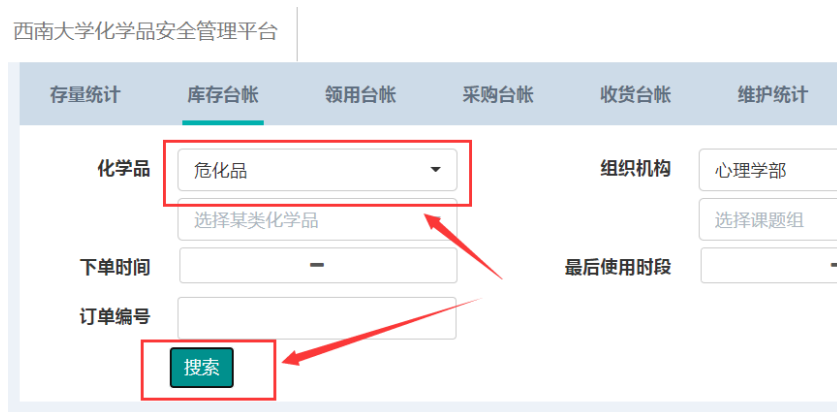 西南大学化学品安全管理平台
存量统计 库存台帐 领用台帐 采购台帐 收货台帐 维护统计
化学品 危化品 组织机构 心理学部
选择某类化学品 选择课题组
下单时间 最后使用时段
订单编号
搜索